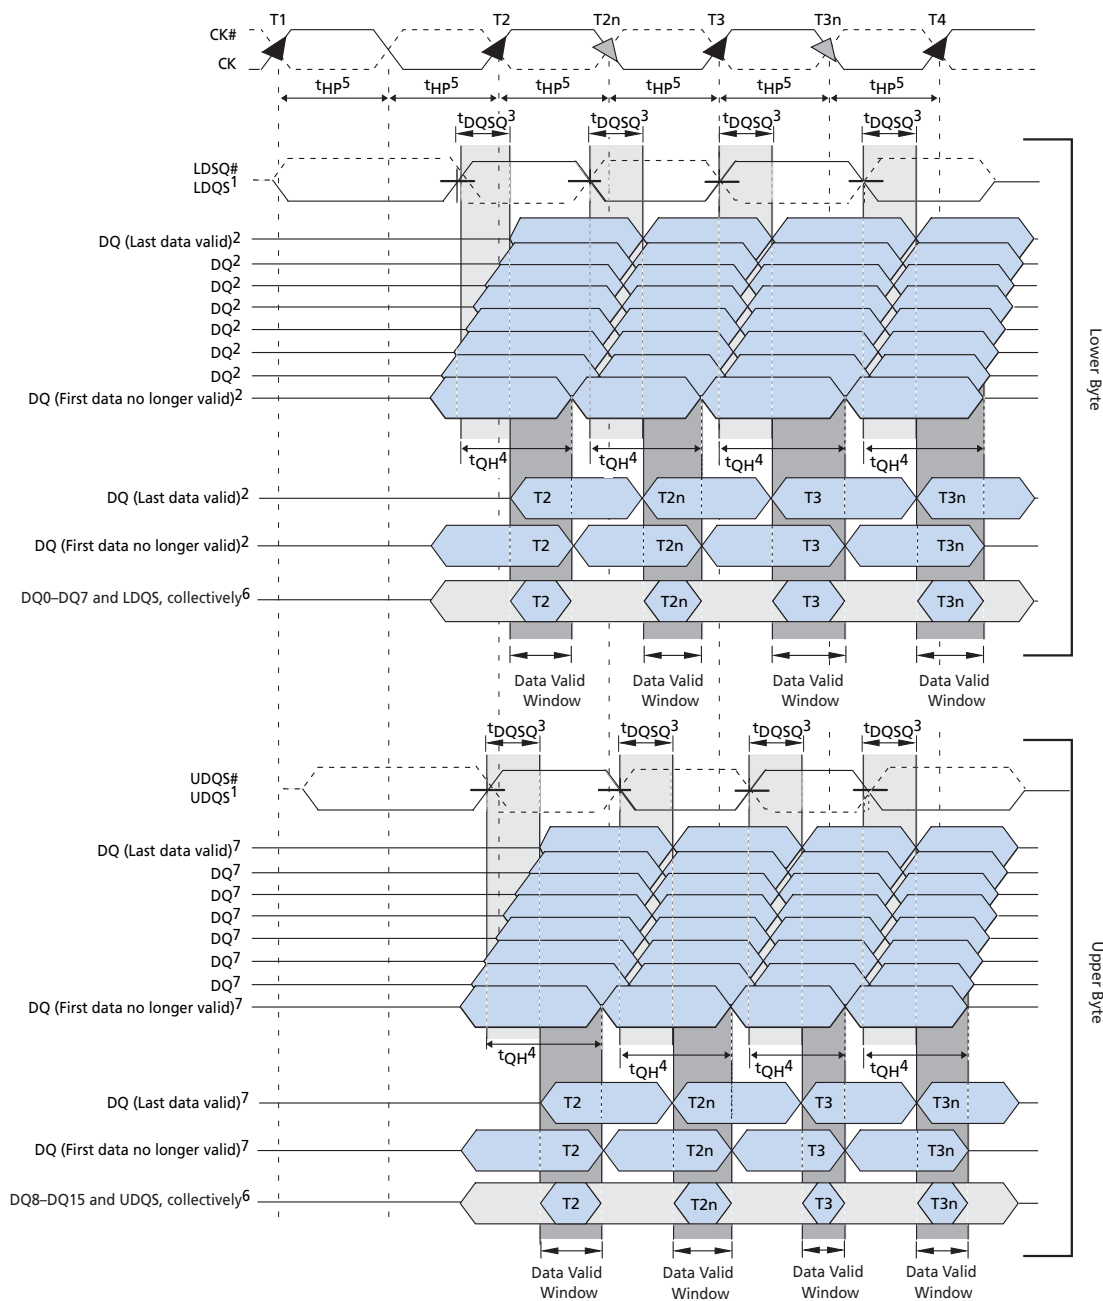 T1 T2 T2n T3 T3n T4
CK#
CK
tHP5 tHP5 tHP5 tHP5 tHP5 tHP5
tDQSQ3 tDQSQ3 tDQSQ3 tDQSQ3
LDSQ#
LDQS1
DQ (Last data valid)2
DQ2
DQ2
DQ2
DQ2
DQ2
DQ2
DQ (First data no longer valid)2
Lower Byte
tQH4 tQH4 tQH4 tQH4
DQ (Last data valid)2 T2 T2n T3 T3n
DQ (First data no longer valid)2 T2 T2n T3 T3n
DQ0–DQ7 and LDQS, collectively6 T2 T2n T3 T3n
Data Valid Data Valid Data Valid Data Valid
Window Window Window Window
tDQSQ3 tDQSQ3 tDQSQ3 tDQSQ3
UDQS#
UDQS1
DQ (Last data valid)7
DQ7
DQ7
DQ7
DQ7
DQ7
DQ7
DQ (First data no longer valid)7
Upper Byte
tQH4 tQH4 tQH4 tQH4
DQ (Last data valid)7 T2 T2n T3 T3n
DQ (First data no longer valid)7 T2 T2n T3 T3n
DQ8–DQ15 and UDQS, collectively6 T2 T2n T3 T3n
Data Valid Data Valid Data Valid Data Valid
Window Window Window Window